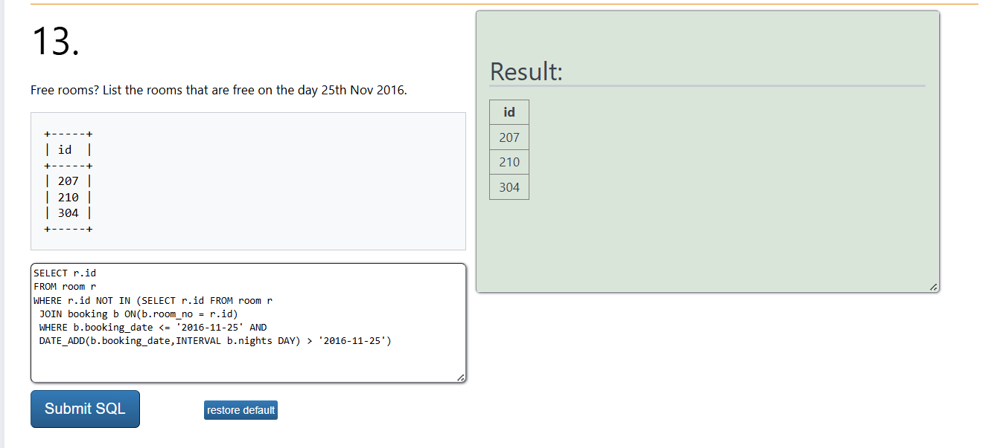 13.
Free rooms? List the rooms that are free on the day 25th Nov 2016.
+-----+
| id  |
+-----+
| 207 |
| 210 |
| 304 |
+-----+
SELECT r.id
FROM room r
WHERE r.id NOT IN (SELECT r.id FROM room r
 JOIN booking b ON(b.room_no = r.id)
 WHERE b.booking_date <= '2016-11-25' AND
 DATE_ADD(b.booking_date,INTERVAL b.nights DAY) > '2016-11-25')
Submit SQL
restore default
Result:
id
207
210
304